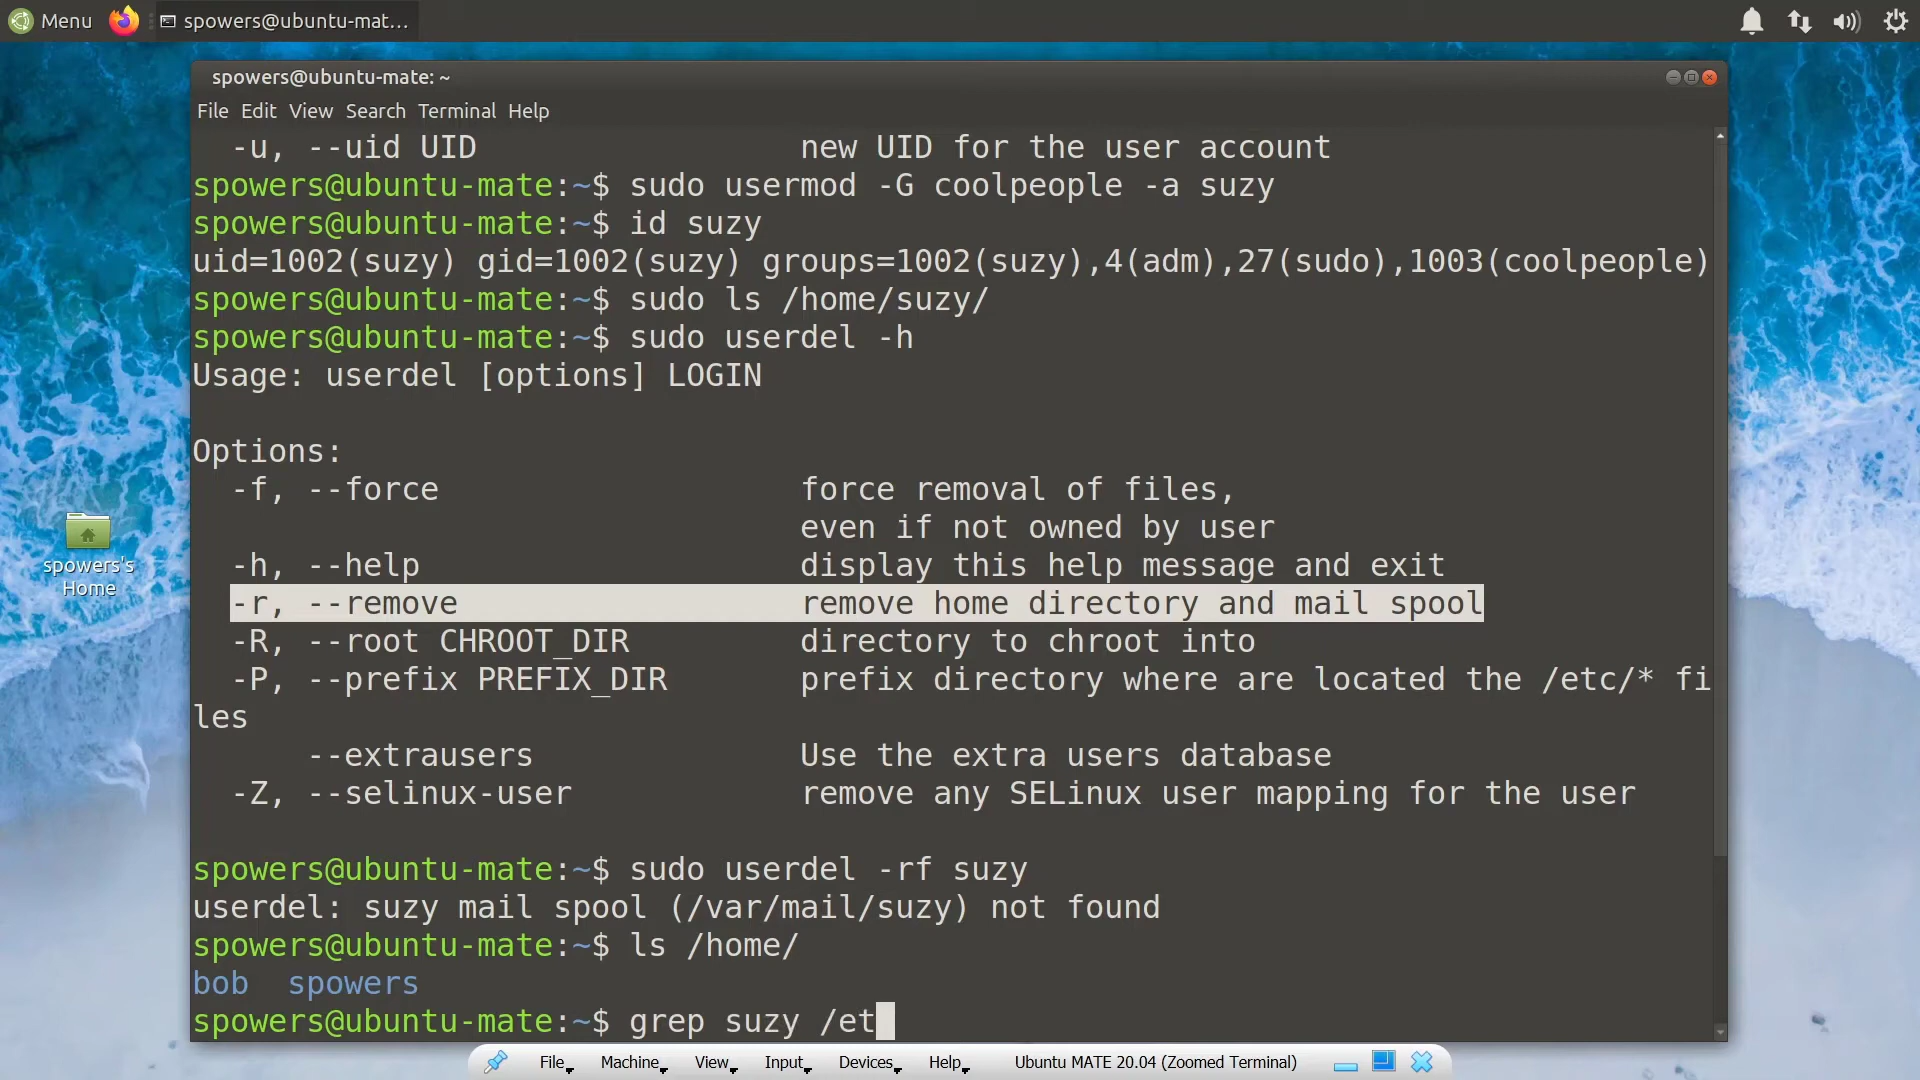 Menu spowers@ubuntu-mat...
spowers@ubuntu-mate: ~
File Edit View Search Terminal Help
-u, --uid UID new UID for the user account
spowers@ubuntu-mate:~$ sudo usermod -G coolpeople -a suzy
spowers@ubuntu-mate:~$ id suzy
uid=1002(suzy) gid=1002(suzy) groups=1002(suzy),4(adm),27(sudo),1003(coolpeople)
spowers@ubuntu-mate:~$ sudo ls /home/suzy/
spowers@ubuntu-mate:~$ sudo userdel -h
Usage: userdel [options] LOGIN
Options:
-f, --force force removal of files,
even if not owned by user
-h, --help display this help message and exit
-r, --remove remove home directory and mail spool
-R, --root CHROOT_DIR directory to chroot into
-P, --prefix PREFIX_DIR prefix directory where are located the /etc/* fi
les
--extrausers Use the extra users database
-Z, --selinux-user remove any SELinux user mapping for the user
spowers@ubuntu-mate:~$ sudo userdel -rf suzy
userdel: suzy mail spool (/var/mail/suzy) not found
spowers@ubuntu-mate:~$ ls /home/
bob spowers
spowers@ubuntu-mate:~$ grep suzy /et
spowers's
Home
File Machine View Input Devices Help Ubuntu MATE 20.04 (Zoomed Terminal)